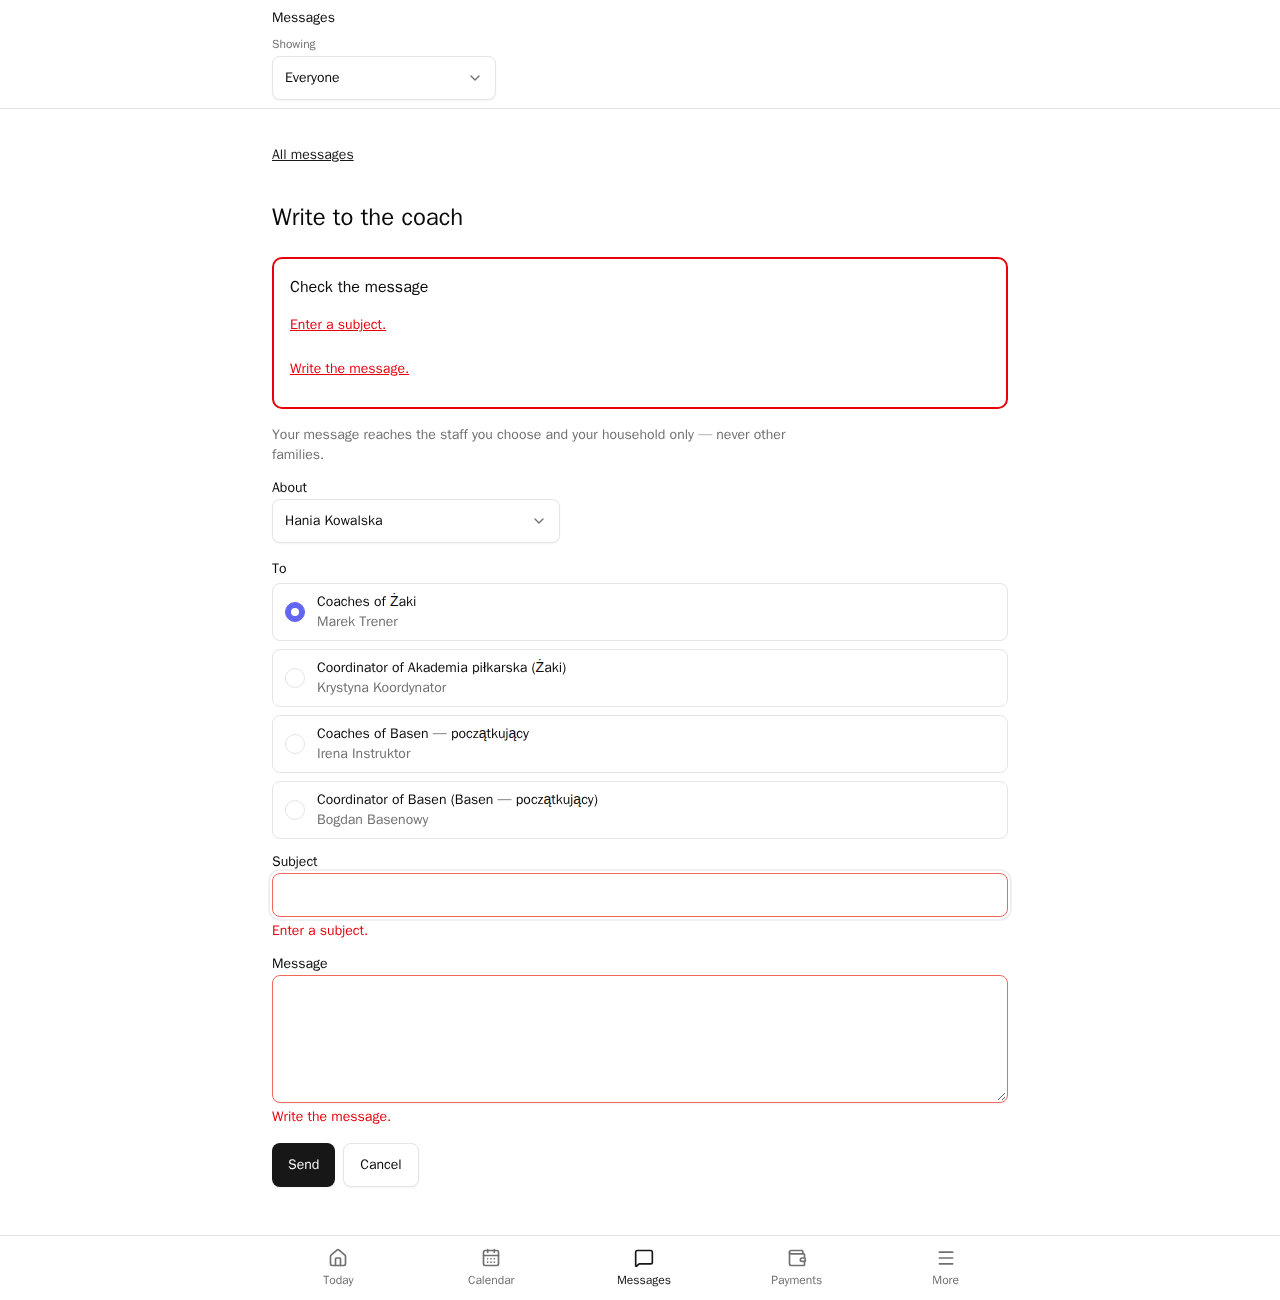 Messages
Showing
Everyone
All messages
Write to the coach
Check the message
Enter a subject.
Write the message.
Your message reaches the staff you choose and your household only — never other
families.
About
Hania Kowalska
To
Coaches of Żaki
Marek Trener
Coordinator of Akademia piłkarska (Żaki)
Krystyna Koordynator
Coaches of Basen — początkujący
Irena Instruktor
Coordinator of Basen (Basen — początkujący)
Bogdan Basenowy
Subject
Enter a subject.
Message
Write the message.
Send Cancel
Today Calendar Messages Payments More